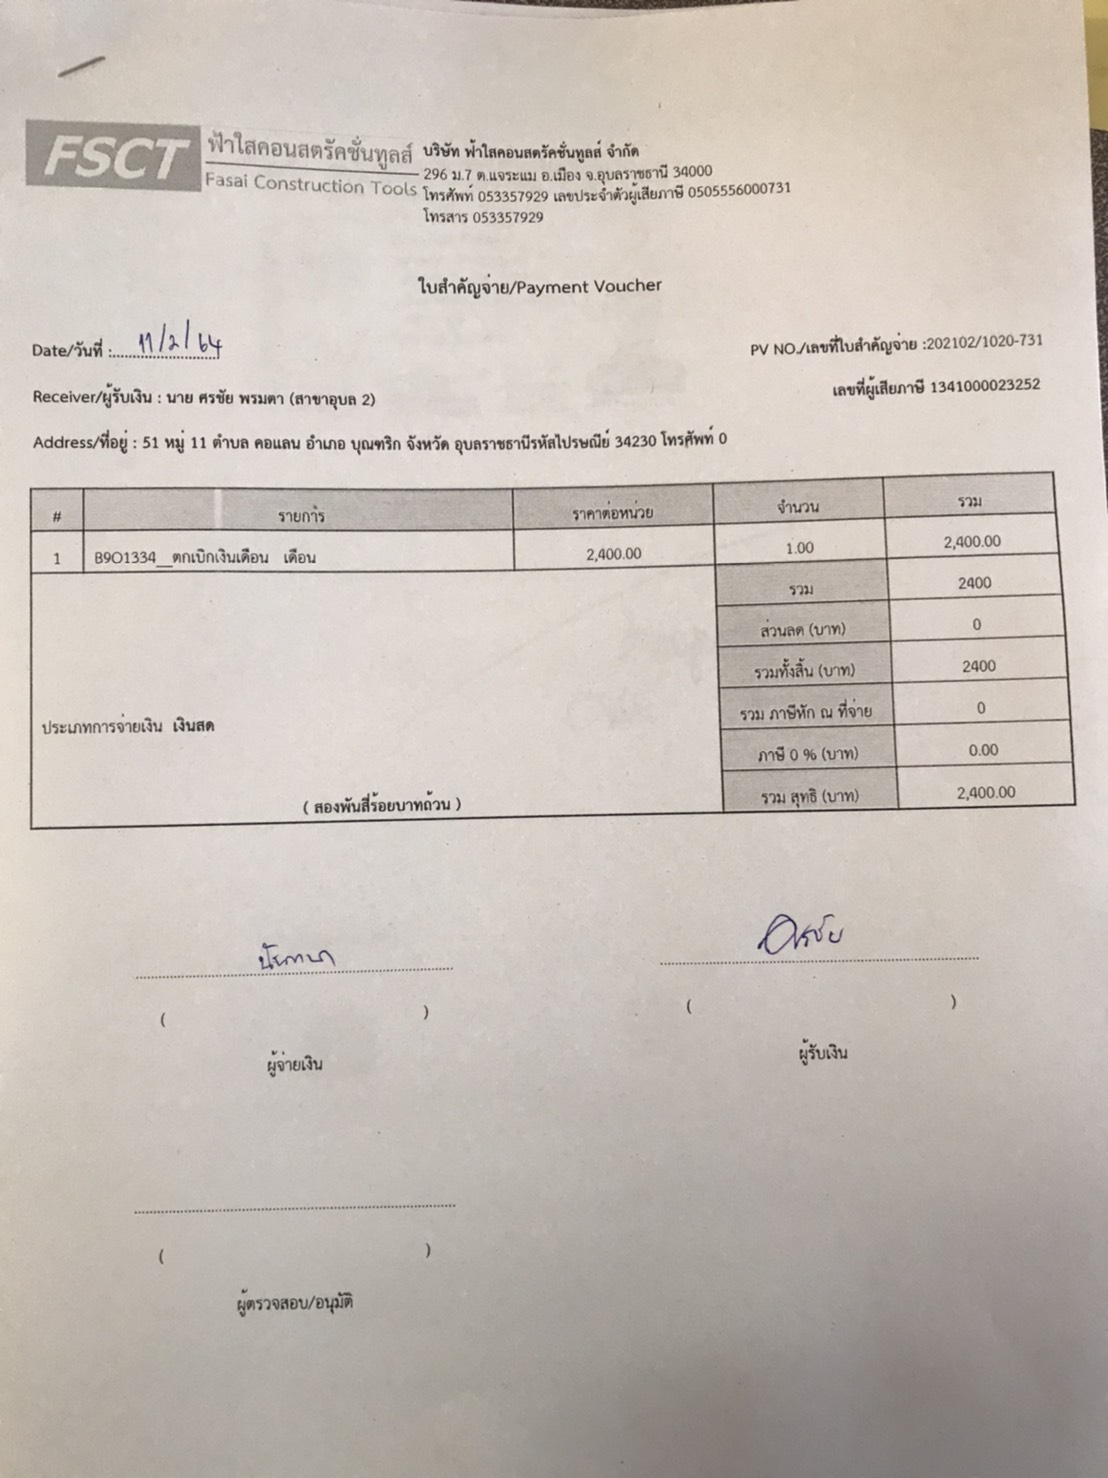 FSCT
ฟ้าใสคอนสตรัคชั่นทูลส์
Fasai Construction Tools
บริษัท ฟ้าใสคอนสตรัคชั่นทูลส์ จำกัด
296 ม.7 ต.แจระแม อ.เมือง จ.อุบลราชธานี 34000
โทรศัพท์ 053357929 เลขประจำตัวผู้เสียภาษี 0505556000731
โทรสาร 053357929
ใบสำคัญจ่าย/Payment Voucher
Date/วันที่ : 11/2/64
PV NO./เลขที่ใบสำคัญจ่าย :202102/1020-731
Receiver/ผู้รับเงิน : นาย ศรชัย พรมตา (สาขาอุบล 2)
เลขที่ผู้เสียภาษี 1341000023252
Address/ที่อยู่ : 51 หมู่ 11 ตำบล คอแลน อำเภอ บุณฑริก จังหวัด อุบลราชธานีรหัสไปรษณีย์ 34230 โทรศัพท์ 0
# รายการ ราคาต่อหน่วย จำนวน รวม
1 B9O1334__ตกเบิกเงินเดือน เดือน 2,400.00 1.00 2,400.00
รวม 2400
ส่วนลด (บาท) 0
รวมทั้งสิ้น (บาท) 2400
รวม ภาษีหัก ณ ที่จ่าย 0
ประเภทการจ่ายเงิน เงินสด
ภาษี 0 % (บาท) 0.00
( สองพันสี่ร้อยบาทถ้วน )
รวม สุทธิ (บาท) 2,400.00
ศรชัย
( ) ( )
ผู้จ่ายเงิน ผู้รับเงิน
( )
ผู้ตรวจสอบ/อนุมัติ